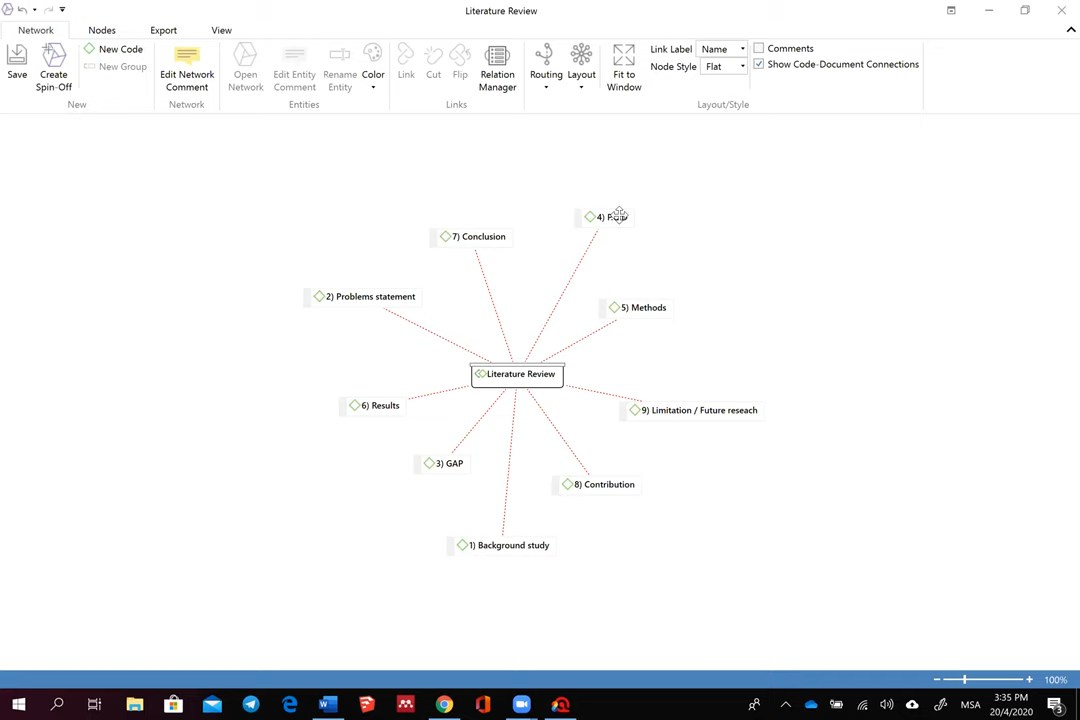 Literature Review
Network Nodes Export View
Save
Create Spin-Off
New Code
New Group
New
Edit Network Comment
Network
Open Network
Edit Entity Comment
Rename Entity
Color
Entities
Link
Cut
Flip
Relation Manager
Links
Routing
Layout
Fit to Window
Link Label Name
Node Style Flat
Comments
Show Code-Document Connections
Layout/Style
4)
7) Conclusion
2) Problems statement
5) Methods
Literature Review
6) Results
9) Limitation / Future reseach
3) GAP
8) Contribution
1) Background study
100%
MSA
3:35 PM
20/4/2020
3